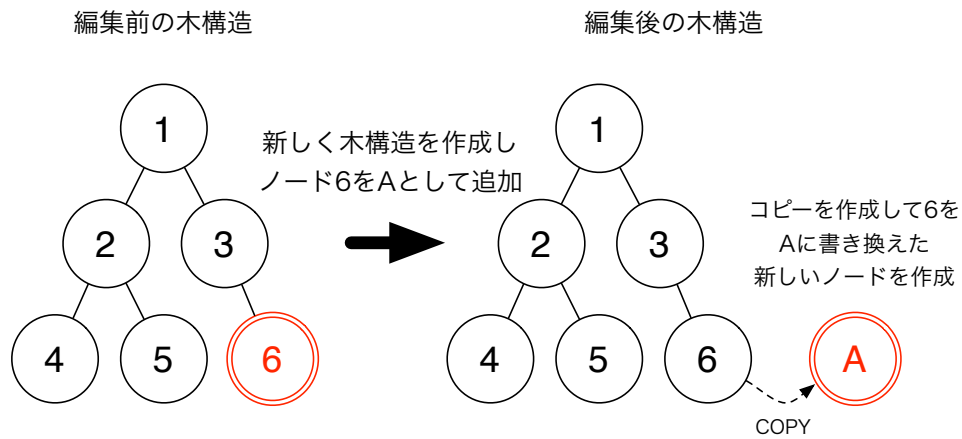 編集前の木構造
編集後の木構造
1
2
3
4
5
6
新しく木構造を作成し
ノード6をAとして追加
1
2
3
4
5
6
A
コピーを作成して6を
Aに書き換えた
新しいノードを作成
COPY